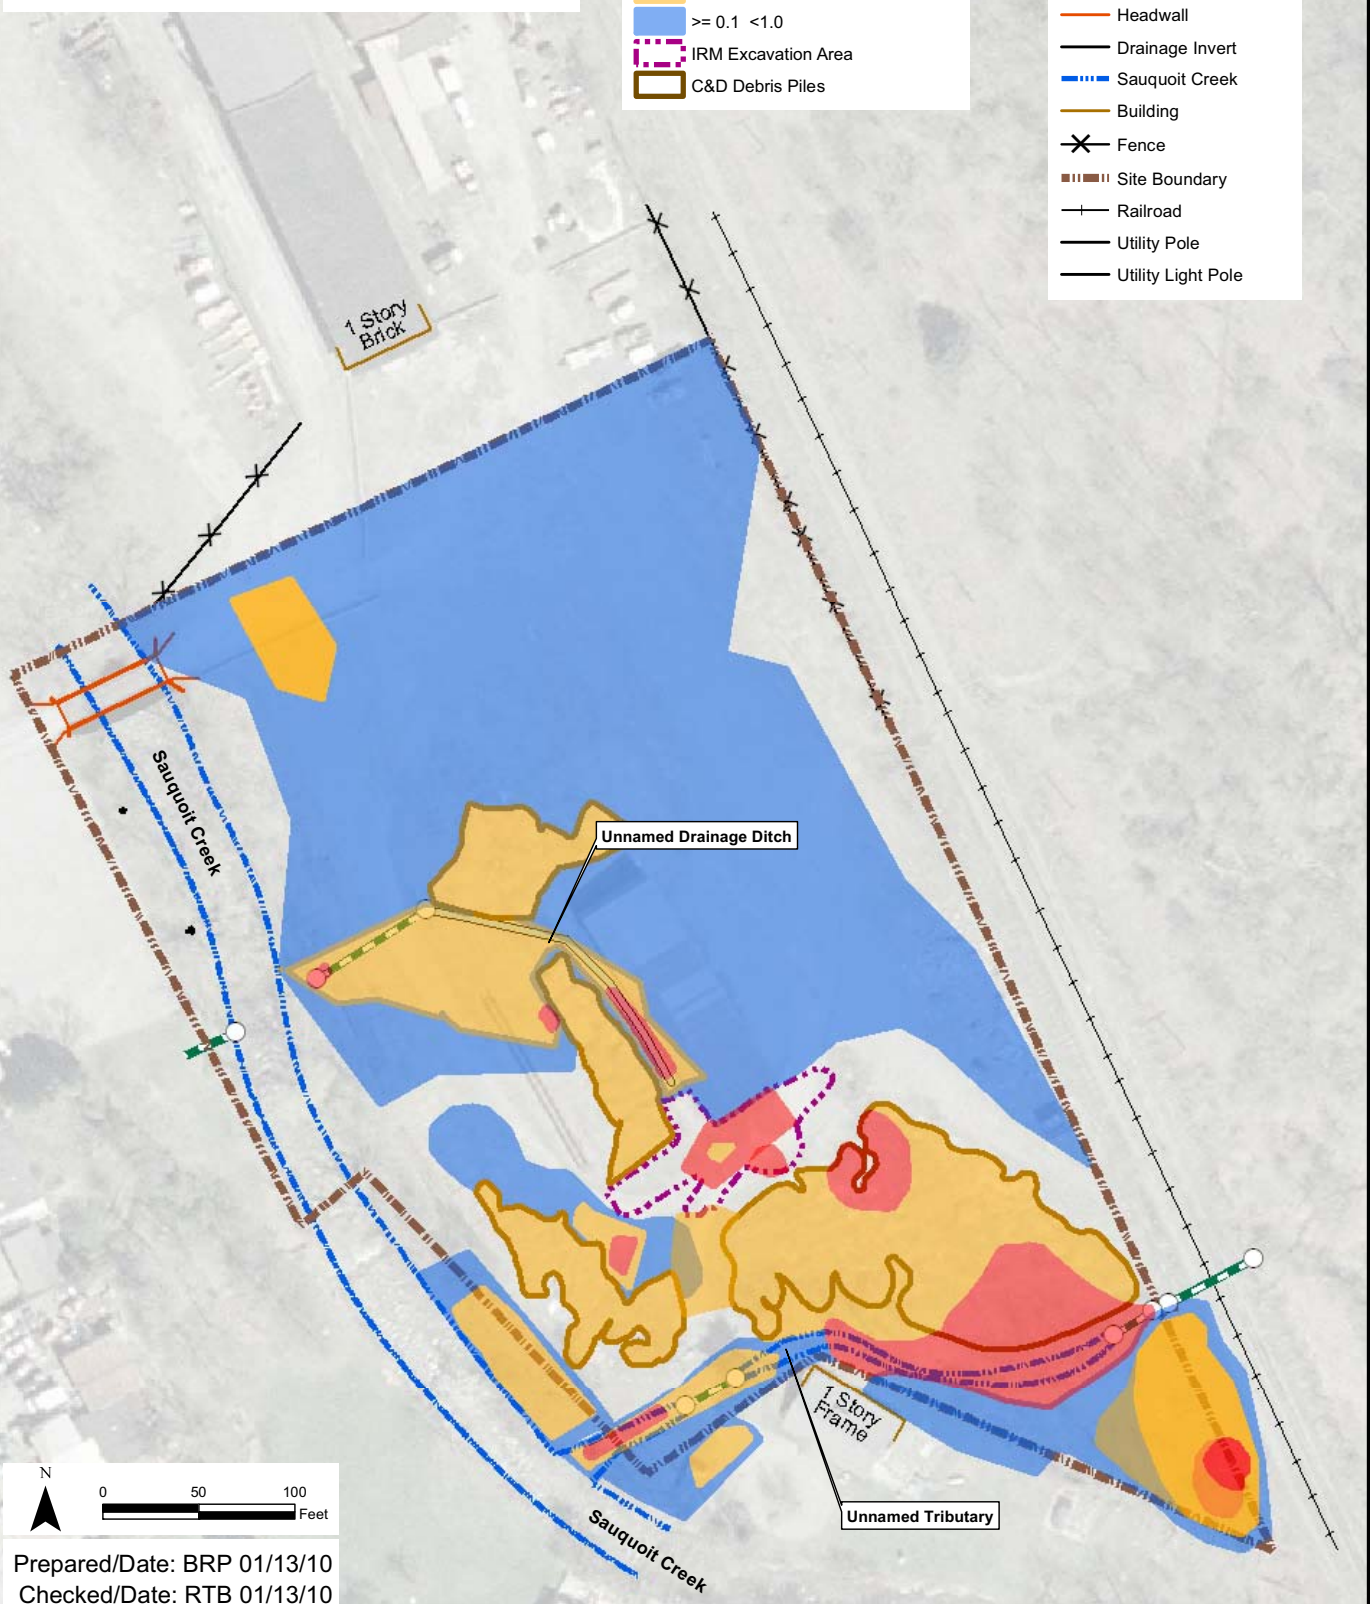 >= 0.1 <1.0
IRM Excavation Area
C&D Debris Piles
Headwall
Drainage Invert
Sauquoit Creek
Building
Fence
Site Boundary
Railroad
Utility Pole
Utility Light Pole
1 Story
Brick
Sauquoit Creek
Unnamed Drainage Ditch
1 Story
Frame
Unnamed Tributary
Sauquoit Creek
N
0 50 100
Feet
Prepared/Date: BRP 01/13/10
Checked/Date: RTB 01/13/10